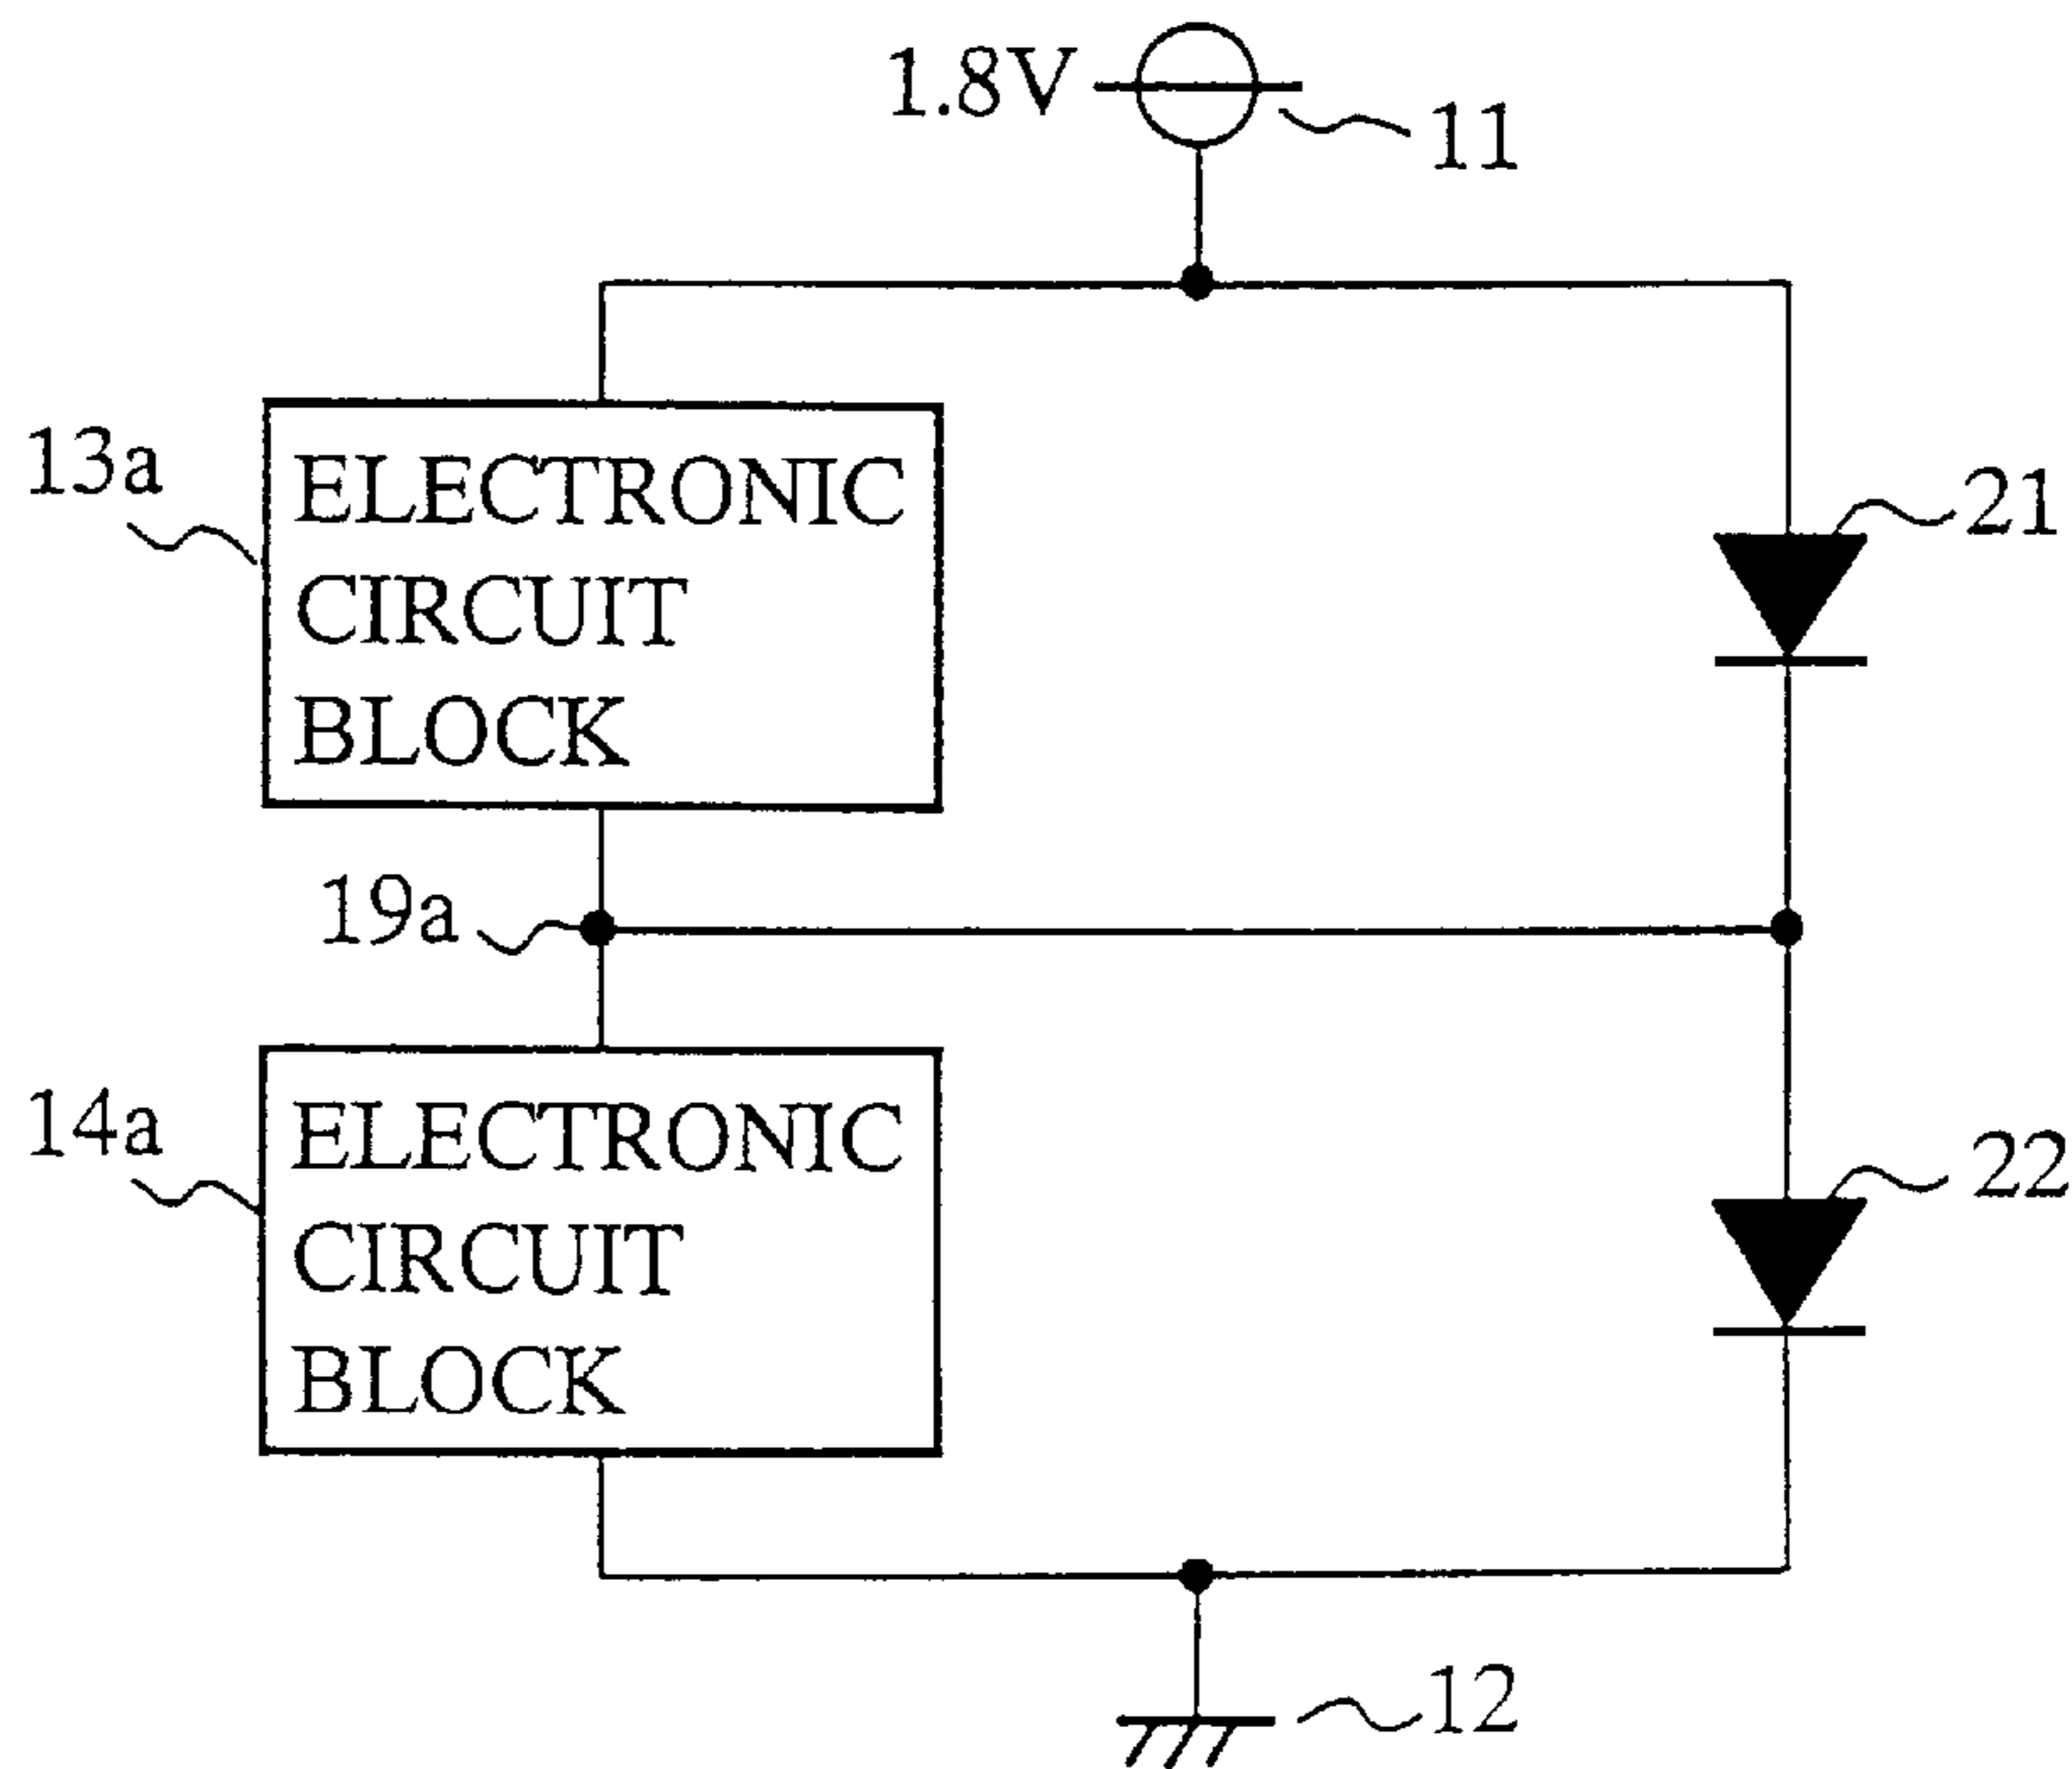 1.8V
11
13a
ELECTRONIC
CIRCUIT
BLOCK
21
19a
14a
ELECTRONIC
CIRCUIT
BLOCK
22
12